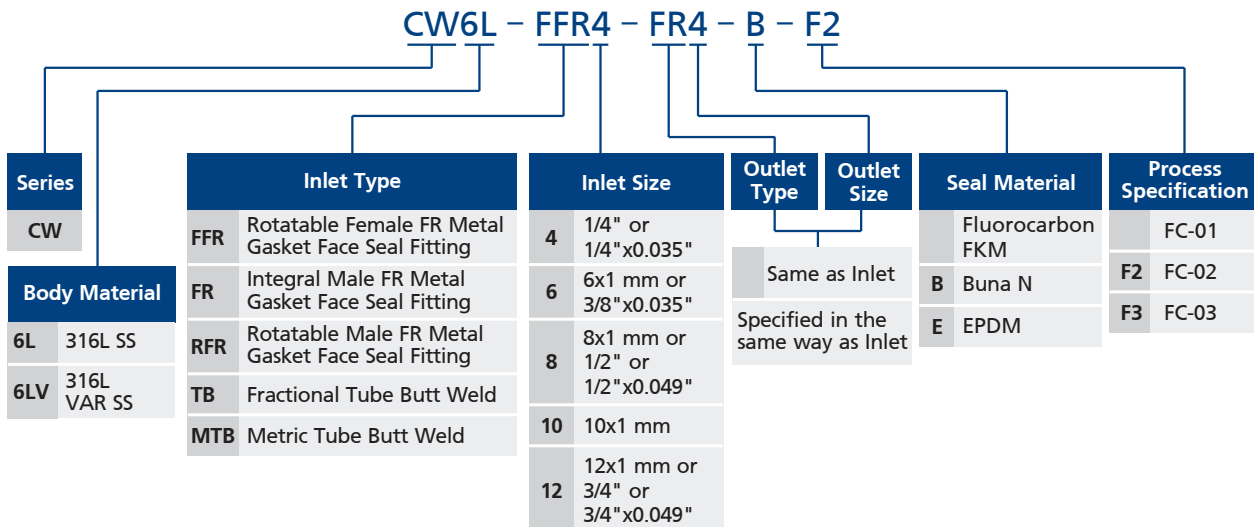 CW6L – FFR4 – FR4 – B – F2
Series
CW
Body Material
6L 316L SS
6LV 316L
VAR SS
Inlet Type
FFR Rotatable Female FR Metal
Gasket Face Seal Fitting
FR Integral Male FR Metal
Gasket Face Seal Fitting
RFR Rotatable Male FR Metal
Gasket Face Seal Fitting
TB Fractional Tube Butt Weld
MTB Metric Tube Butt Weld
Inlet Size
4 1/4" or
1/4"x0.035"
6 6x1 mm or
3/8"x0.035"
8 8x1 mm or
1/2" or
1/2"x0.049"
10 10x1 mm
12 12x1 mm or
3/4" or
3/4"x0.049"
Outlet
Type
Outlet
Size
Same as Inlet
Specified in the
same way as Inlet
Seal Material
Fluorocarbon
FKM
B Buna N
E EPDM
Process
Specification
FC-01
F2 FC-02
F3 FC-03